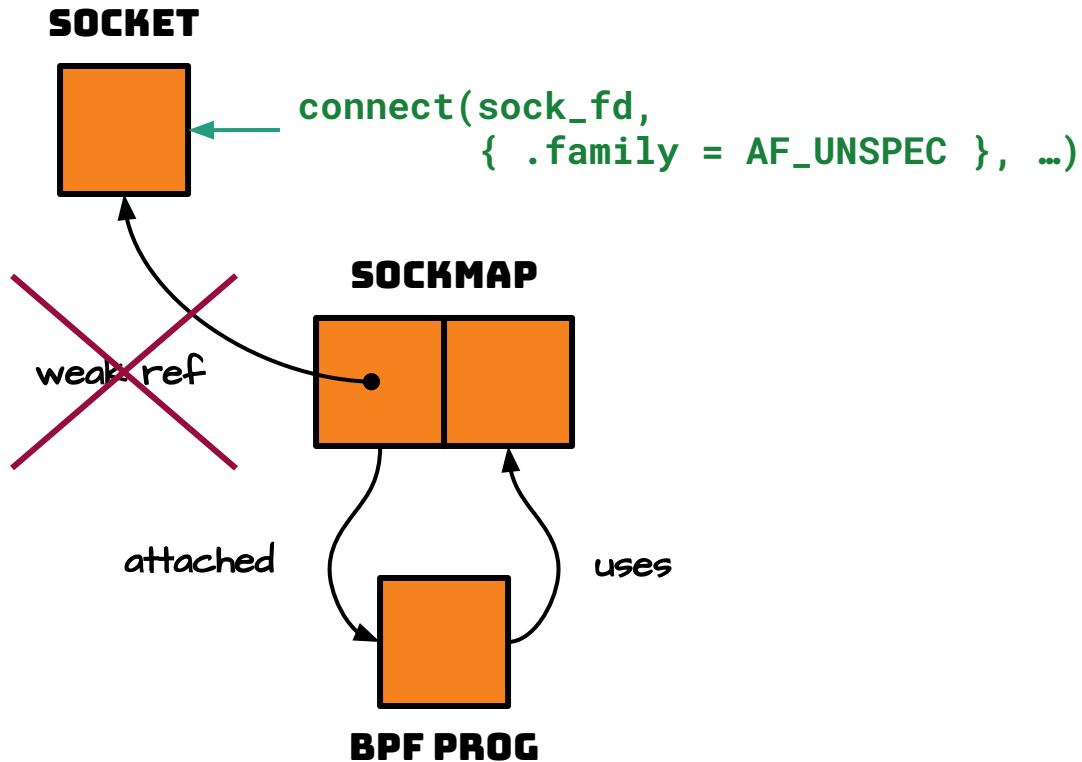 SOCKET
connect(sock_fd,
{ .family = AF_UNSPEC }, …)
SOCKMAP
weak ref
attached
uses
BPF PROG